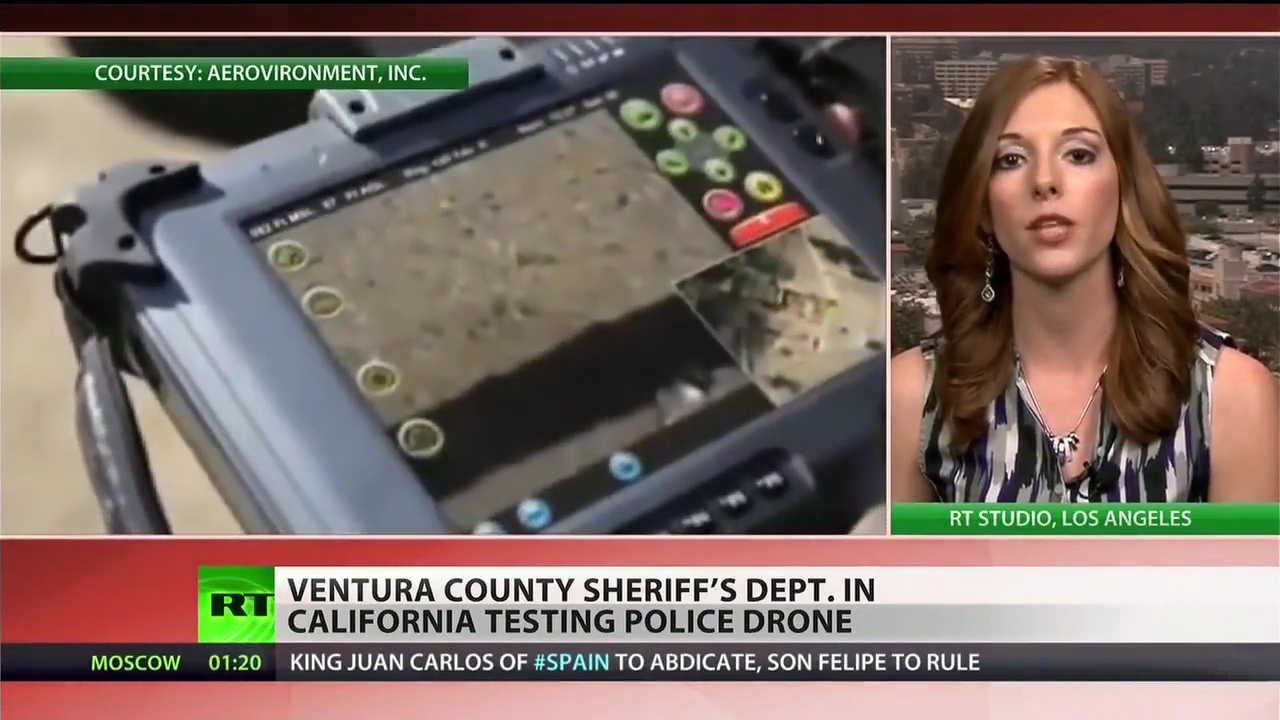 COURTESY: AEROVIRONMENT, INC.
RT STUDIO, LOS ANGELES
RT
VENTURA COUNTY SHERIFF'S DEPT. IN
CALIFORNIA TESTING POLICE DRONE
MOSCOW 01:20 KING JUAN CARLOS OF #SPAIN TO ABDICATE, SON FELIPE TO RULE